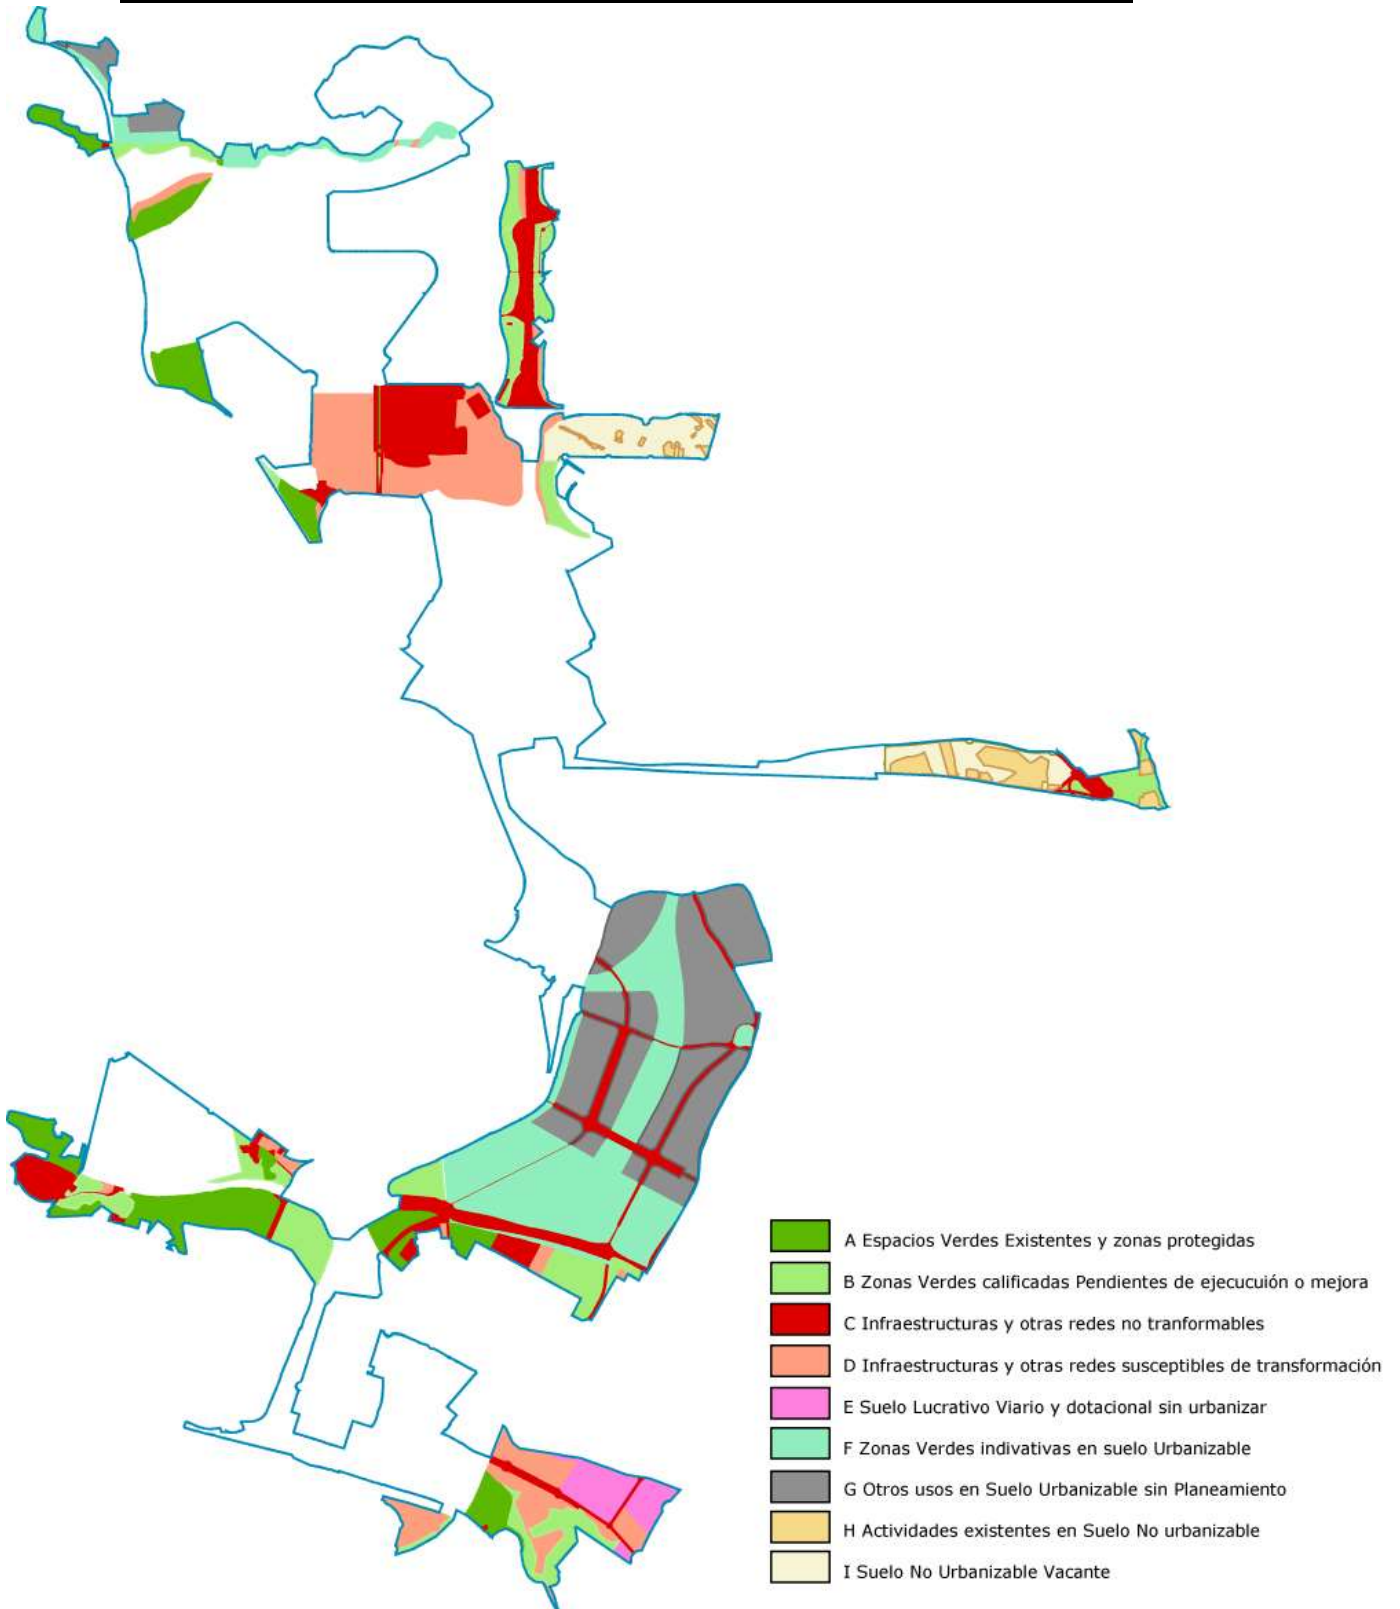 A Espacios Verdes Existentes y zonas protegidas
B Zonas Verdes calificadas Pendientes de ejecucuión o mejora
C Infraestructuras y otras redes no tranformables
D Infraestructuras y otras redes susceptibles de transformación
E Suelo Lucrativo Viario y dotacional sin urbanizar
F Zonas Verdes indivativas en suelo Urbanizable
G Otros usos en Suelo Urbanizable sin Planeamiento
H Actividades existentes en Suelo No urbanizable
I Suelo No Urbanizable Vacante